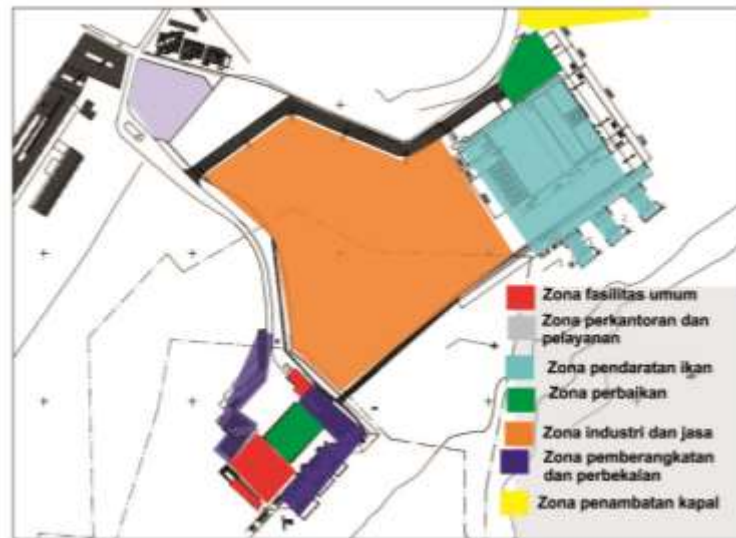 Zona fasilitas umum
Zona perkantoran dan
pelayanan
Zona pendaratan ikan
Zona perbaikan
Zona industri dan jasa
Zona pemberangkatan
dan perbekalan
Zona penambatan kapal